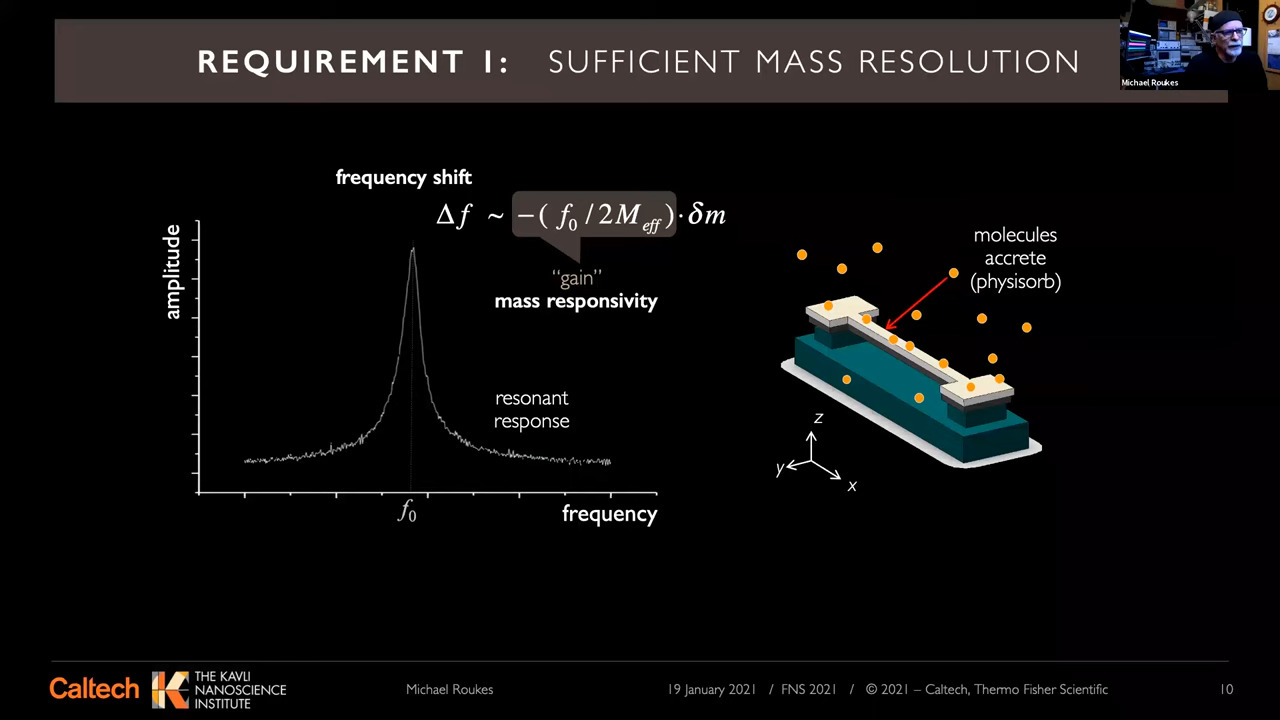 REQUIREMENT 1: SUFFICIENT MASS RESOLUTION
Michael Roukes
frequency shift
Δf ~ −( f₀ / 2M_eff ) · δm
"gain"
mass responsivity
amplitude
resonant
response
f₀
frequency
molecules
accrete
(physisorb)
z
y
x
Caltech
THE KAVLI
NANOSCIENCE
INSTITUTE
Michael Roukes
19 January 2021 / FNS 2021 / © 2021 – Caltech, Thermo Fisher Scientific
10